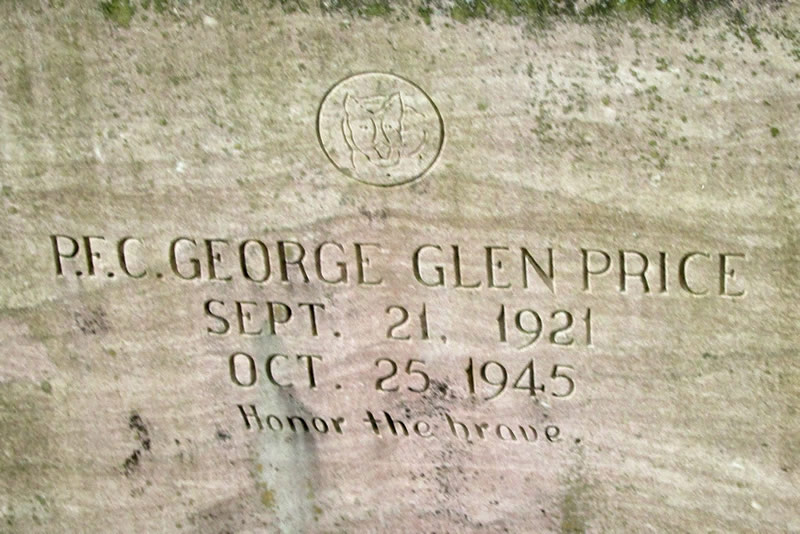 P.F.C. GEORGE GLEN PRICE
SEPT. 21, 1921
OCT. 25, 1945
Honor the brave.